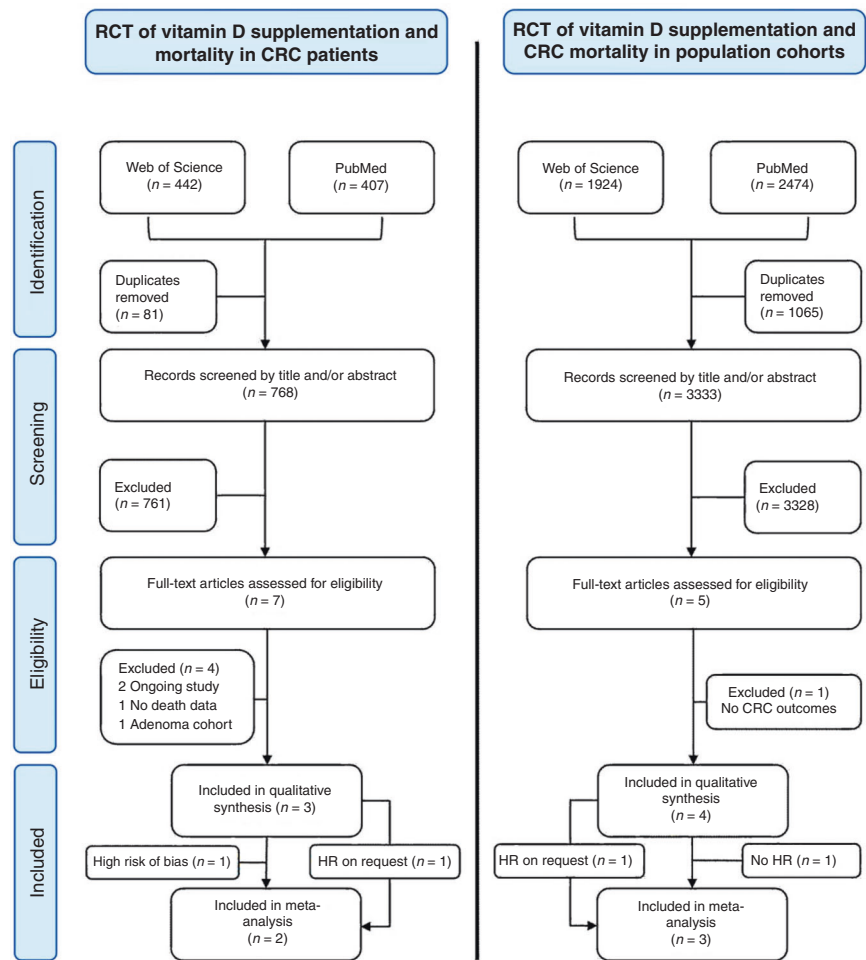 RCT of vitamin D supplementation and
mortality in CRC patients
RCT of vitamin D supplementation and
CRC mortality in population cohorts
Identification
Web of Science
(n = 442)
PubMed
(n = 407)
Duplicates
removed
(n = 81)
Web of Science
(n = 1924)
PubMed
(n = 2474)
Duplicates
removed
(n = 1065)
Screening
Records screened by title and/or abstract
(n = 768)
Excluded
(n = 761)
Records screened by title and/or abstract
(n = 3333)
Excluded
(n = 3328)
Eligibility
Full-text articles assessed for eligibility
(n = 7)
Excluded (n = 4)
2 Ongoing study
1 No death data
1 Adenoma cohort
Full-text articles assessed for eligibility
(n = 5)
Excluded (n = 1)
No CRC outcomes
Included
Included in qualitative
synthesis (n = 3)
High risk of bias (n = 1)
HR on request (n = 1)
Included in meta-
analysis
(n = 2)
Included in qualitative
synthesis
(n = 4)
HR on request (n = 1)
No HR (n = 1)
Included in meta-
analysis
(n = 3)